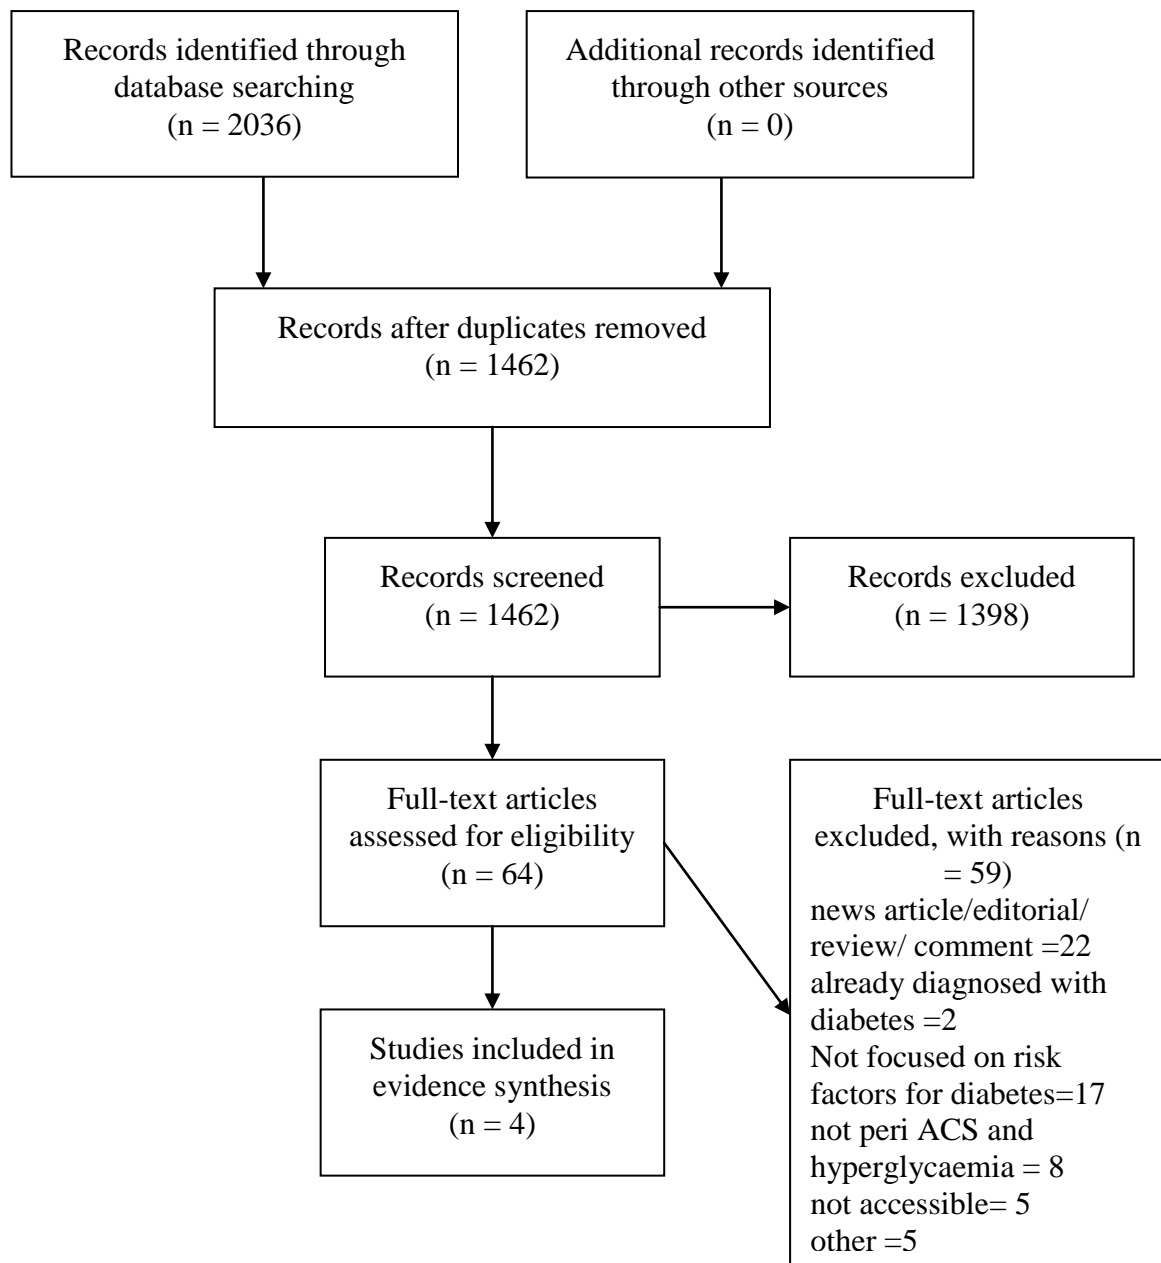 Records identified through
database searching
(n = 2036)
Additional records identified
through other sources
(n = 0)
Records after duplicates removed
(n = 1462)
Records screened
(n = 1462)
Records excluded
(n = 1398)
Full-text articles
assessed for eligibility
(n = 64)
Full-text articles
excluded, with reasons (n
= 59)
news article/editorial/
review/ comment =22
already diagnosed with
diabetes =2
Not focused on risk
factors for diabetes=17
not peri ACS and
hyperglycaemia = 8
not accessible= 5
other =5
Studies included in
evidence synthesis
(n = 4)